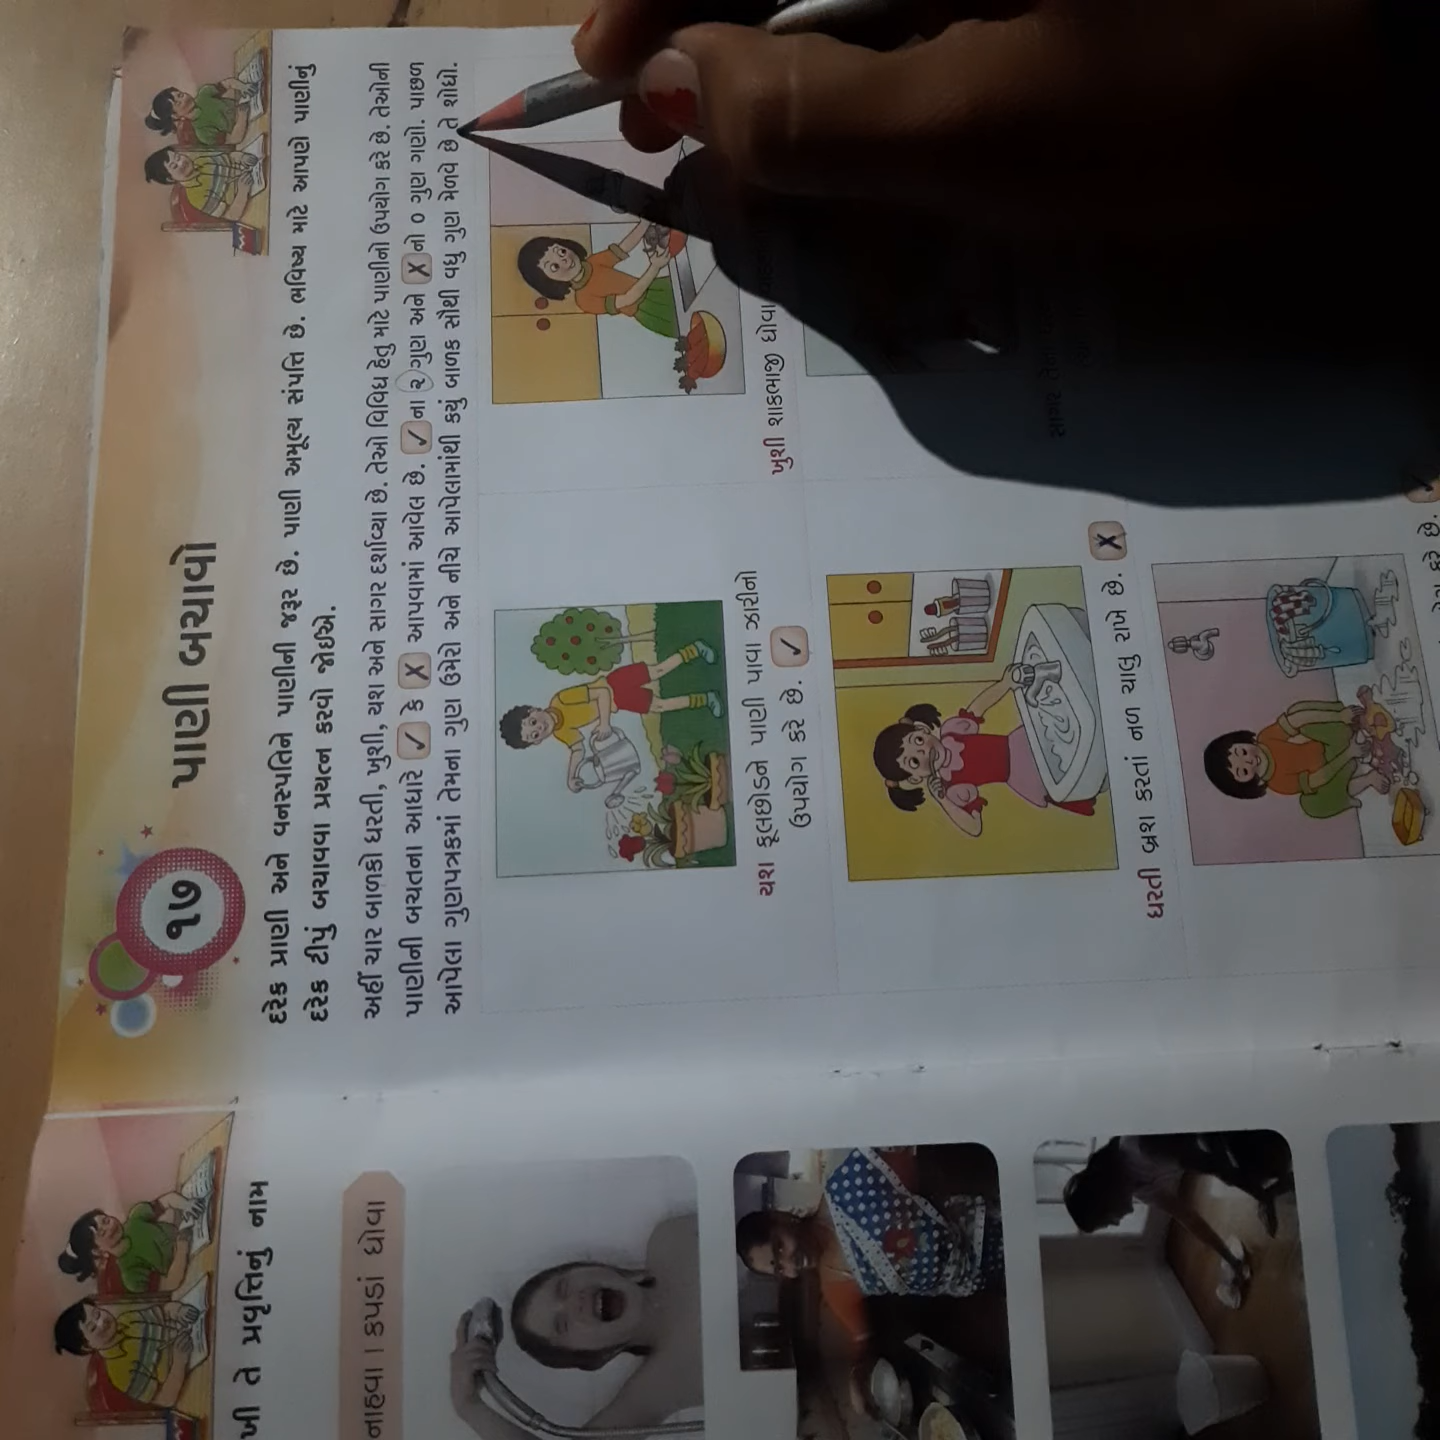 ૧૭
પાણી બચાવો
દરેક પ્રાણી અને વનસ્પતિને પાણીની જરૂર છે. પાણી અમૂલ્ય સંપત્તિ છે. ભવિષ્ય માટે આપણે પાણીનું
દરેક ટીપું બચાવવા પ્રયત્ન કરવો જોઇએ.
અહીં ચાર બાળકો ધરતી, ખુશી, યશ અને સાગર દર્શાવ્યા છે. તેઓ વિવિધ હેતુ માટે પાણીનો ઉપયોગ કરે છે. તેઓની
પાણીની બચતના આધારે ✓ કે ✗ આપવામાં આવેલ છે. ✓ ના ૨ ગુણ અને ✗ નો ૦ ગુણ ગણો. પાછળ
આપેલા ગુણપત્રકમાં તેમના ગુણ ઉમેરો અને નીચે આપેલામાંથી કયું બાળક સૌથી વધુ ગુણ મેળવે છે તે શોધો.
યશ ફૂલછોડને પાણી પાવા ઝારીનો
ઉપયોગ કરે છે. ✓
ખુશી શાકભાજી ધોવા
ધરતી બ્રશ કરતાં નળ ચાલુ રાખે છે. ✗
સાગર
કરે છે. ✓
તે પ્રવૃત્તિનું નામ
નાહવા । કપડાં ધોવા